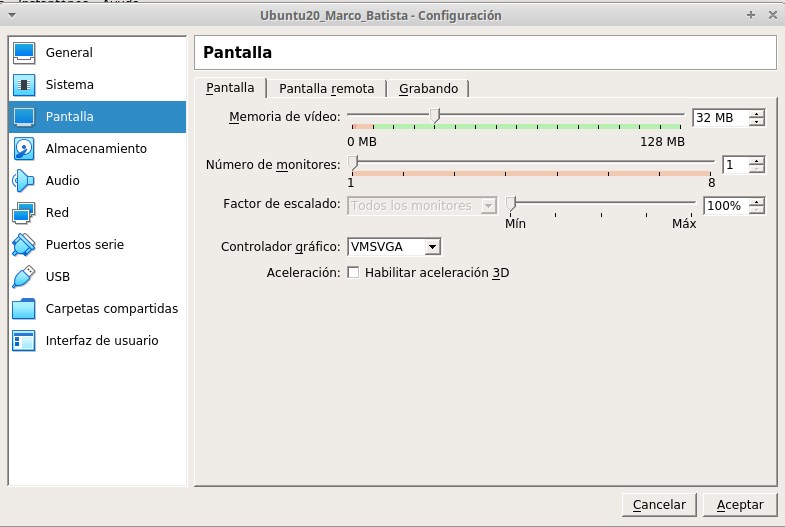 Ubuntu20_Marco_Batista - Configuración
General
Sistema
Pantalla
Almacenamiento
Audio
Red
Puertos serie
USB
Carpetas compartidas
Interfaz de usuario
Pantalla
Pantalla Pantalla remota Grabando
Memoria de vídeo: 32 MB
0 MB 128 MB
Número de monitores: 1
1 8
Factor de escalado: Todos los monitores 100%
Mín Máx
Controlador gráfico: VMSVGA
Aceleración: Habilitar aceleración 3D
Cancelar Aceptar